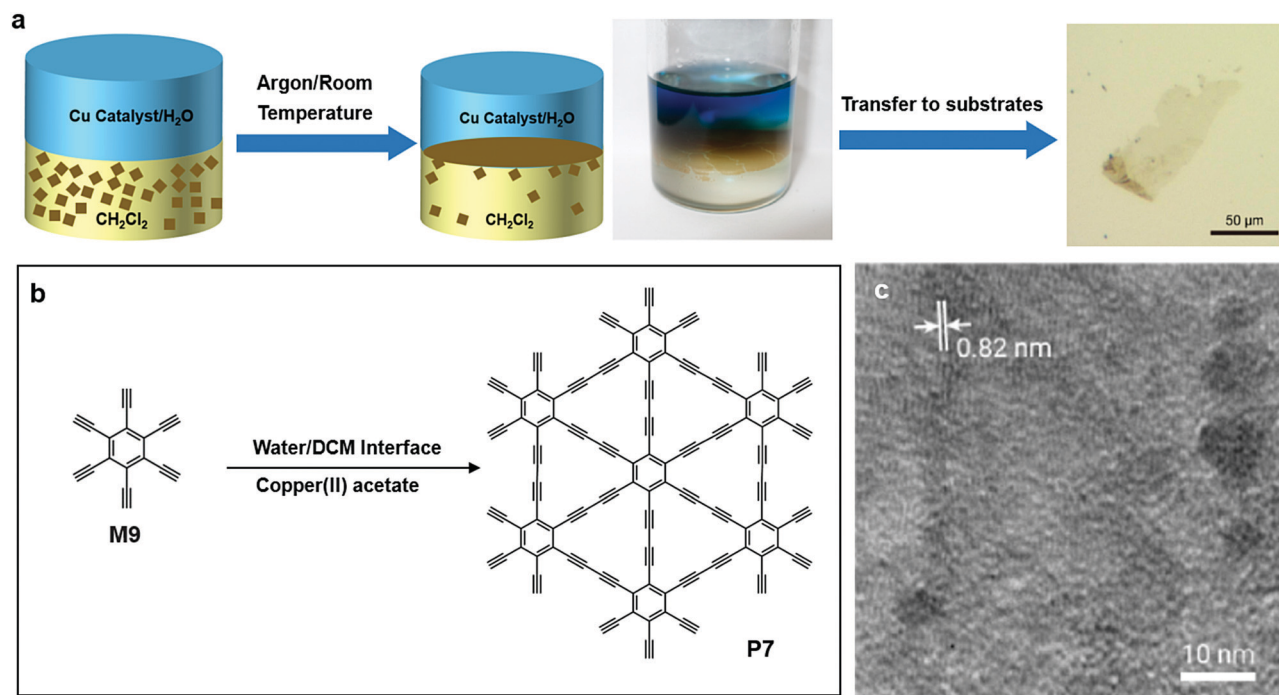 a
Cu Catalyst/H₂O
CH₂Cl₂
Argon/Room
Temperature
Cu Catalyst/H₂O
CH₂Cl₂
Transfer to substrates
50 µm
b
M9
Water/DCM Interface
Copper(II) acetate
P7
c
0.82 nm
10 nm